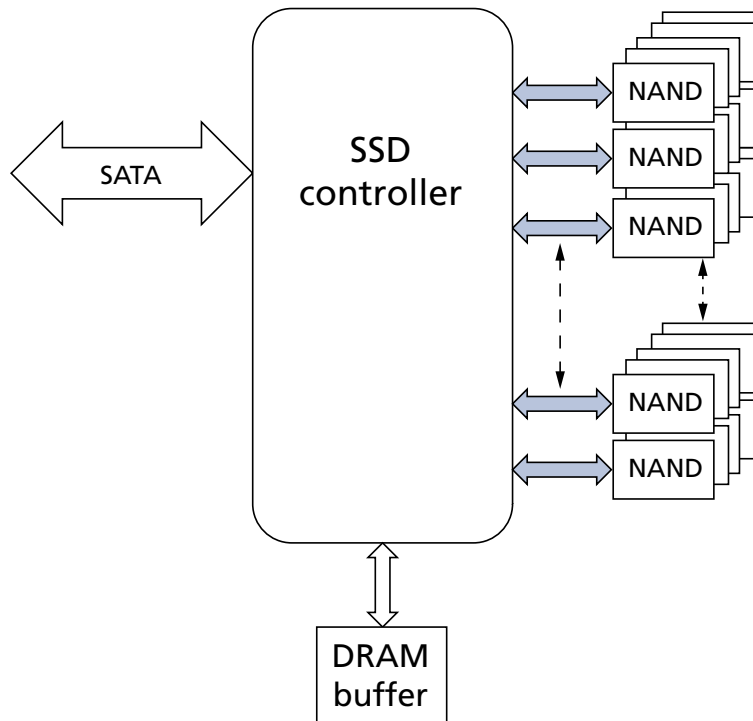 SATA
SSD
controller
NAND
NAND
NAND
NAND
NAND
DRAM
buffer